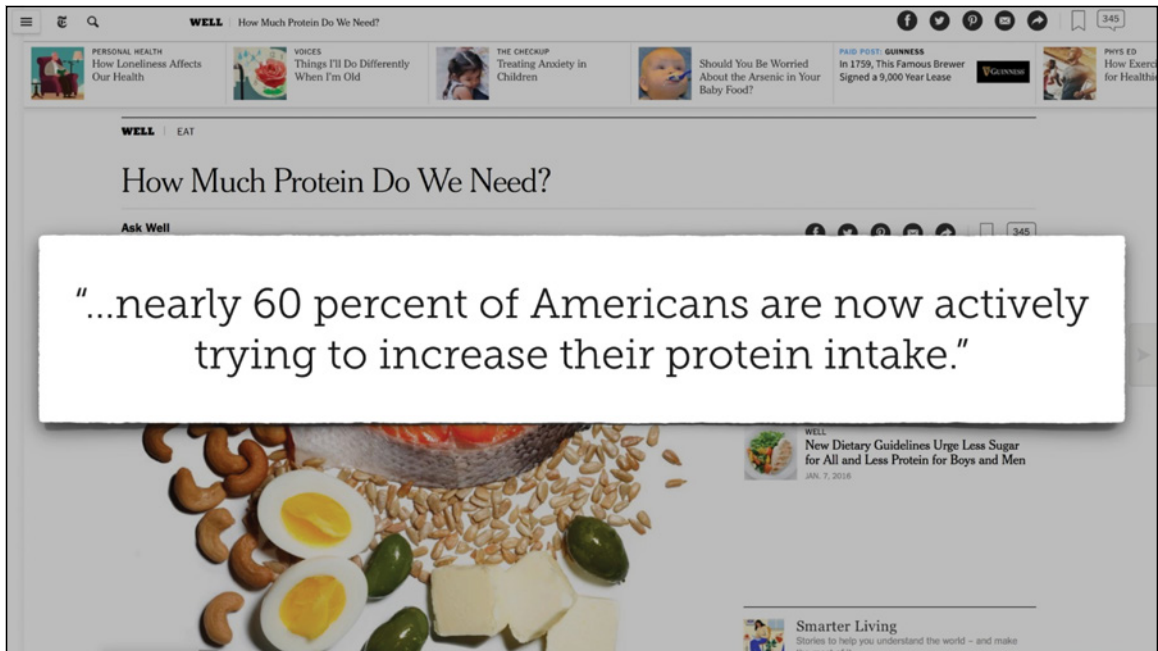 WELL | How Much Protein Do We Need?
345
PERSONAL HEALTH
How Loneliness Affects
Our Health
VOICES
Things I'll Do Differently
When I'm Old
THE CHECKUP
Treating Anxiety in
Children
Should You Be Worried
About the Arsenic in Your
Baby Food?
PAID POST: GUINNESS
In 1759, This Famous Brewer
Signed a 9,000 Year Lease
GUINNESS
PHYS ED
How Exerci
for Healthi
WELL | EAT
How Much Protein Do We Need?
Ask Well
345
“...nearly 60 percent of Americans are now actively
trying to increase their protein intake.”
WELL
New Dietary Guidelines Urge Less Sugar
for All and Less Protein for Boys and Men
JAN. 7, 2016
Smarter Living
Stories to help you understand the world – and make